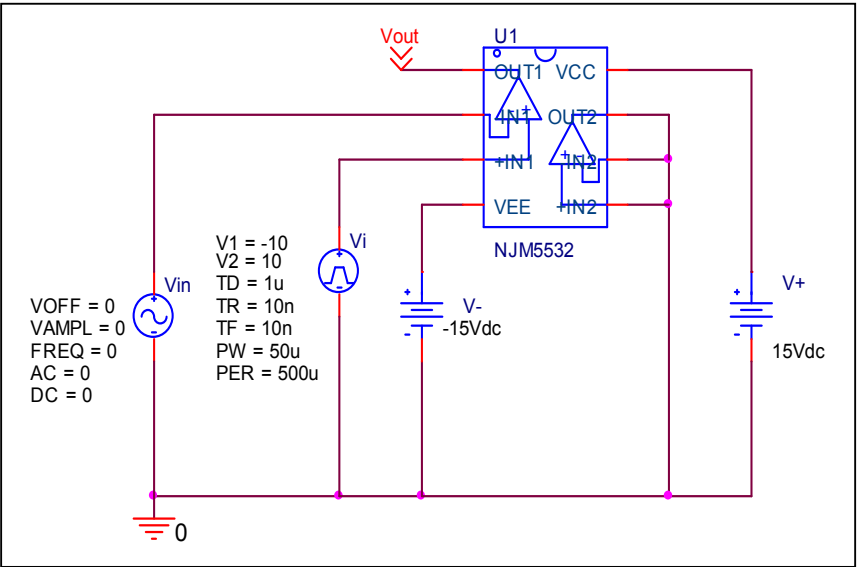 Vout
U1
OUT1 VCC
-IN1 OUT2
+IN1 -IN2
VEE +IN2
NJM5532
Vin
VOFF = 0
VAMPL = 0
FREQ = 0
AC = 0
DC = 0
Vi
V1 = -10
V2 = 10
TD = 1u
TR = 10n
TF = 10n
PW = 50u
PER = 500u
V-
-15Vdc
V+
15Vdc
0